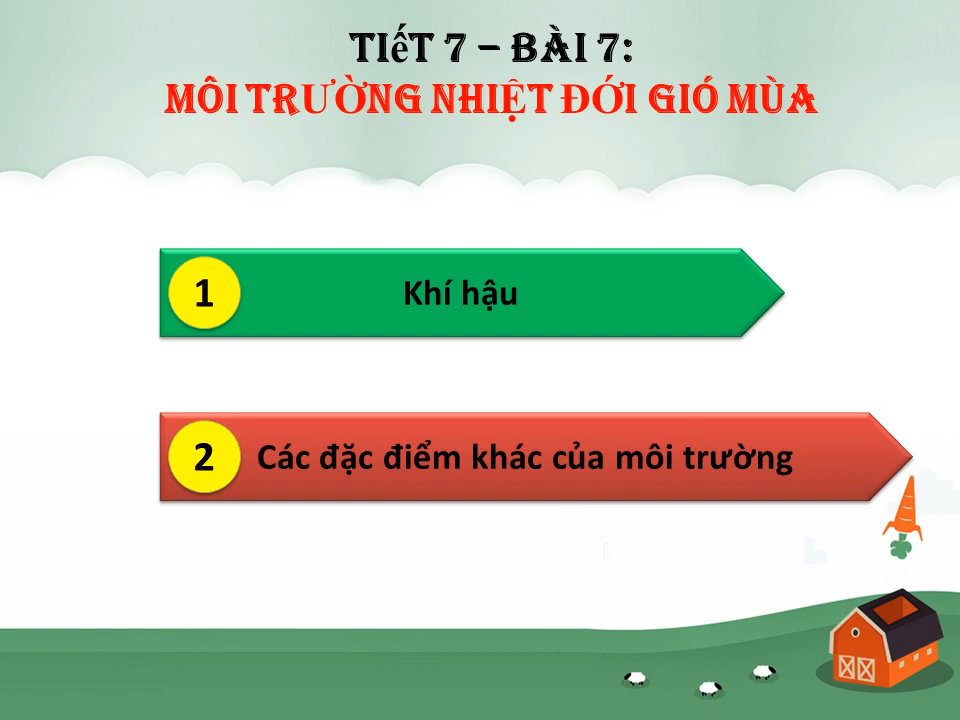 TIẾT 7 – BÀI 7:
MÔI TRƯỜNG NHIỆT ĐỚI GIÓ MÙA
1 Khí hậu
2 Các đặc điểm khác của môi trường